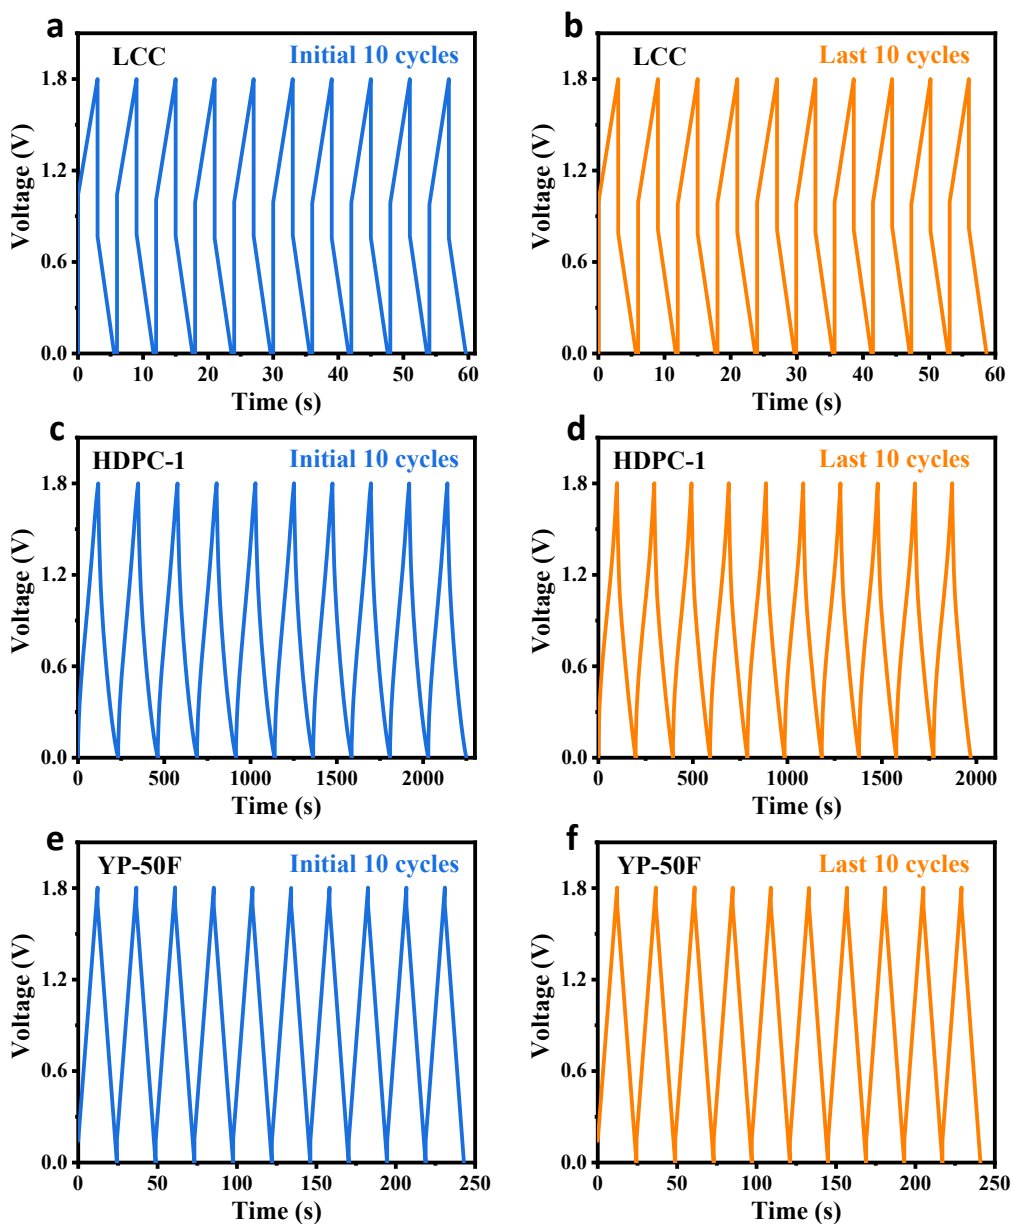 a
LCC
Initial 10 cycles
1.8
1.2
0.6
0.0
Voltage (V)
0 10 20 30 40 50 60
Time (s)
b
LCC
Last 10 cycles
1.8
1.2
0.6
0.0
Voltage (V)
0 10 20 30 40 50 60
Time (s)
c
HDPC-1
Initial 10 cycles
1.8
1.2
0.6
0.0
Voltage (V)
0 500 1000 1500 2000
Time (s)
d
HDPC-1
Last 10 cycles
1.8
1.2
0.6
0.0
Voltage (V)
0 500 1000 1500 2000
Time (s)
e
YP-50F
Initial 10 cycles
1.8
1.2
0.6
0.0
Voltage (V)
0 50 100 150 200 250
Time (s)
f
YP-50F
Last 10 cycles
1.8
1.2
0.6
0.0
Voltage (V)
0 50 100 150 200 250
Time (s)